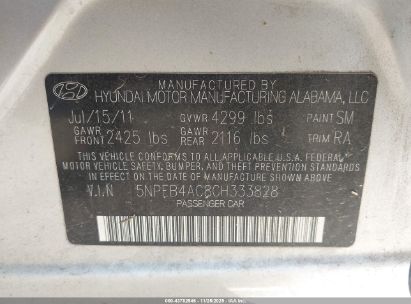 MANUFACTURED BY
HYUNDAI MOTOR MANUFACTURING ALABAMA, LLC
Jul/15/11 GVWR 4299 lbs PAINT SM
GAWR FRONT 2425 lbs GAWR REAR 2116 lbs TRIM RA
THIS VEHICLE CONFORMS TO ALL APPLICABLE U.S.A. FEDERAL
MOTOR VEHICLE SAFETY, BUMPER, AND THEFT PREVENTION
STANDARDS IN EFFECT ON THE DATE OF MANUFACTURE SHOWN ABOVE.
V.I.N 5NPEB4AC8CH333828
PASSENGER CAR